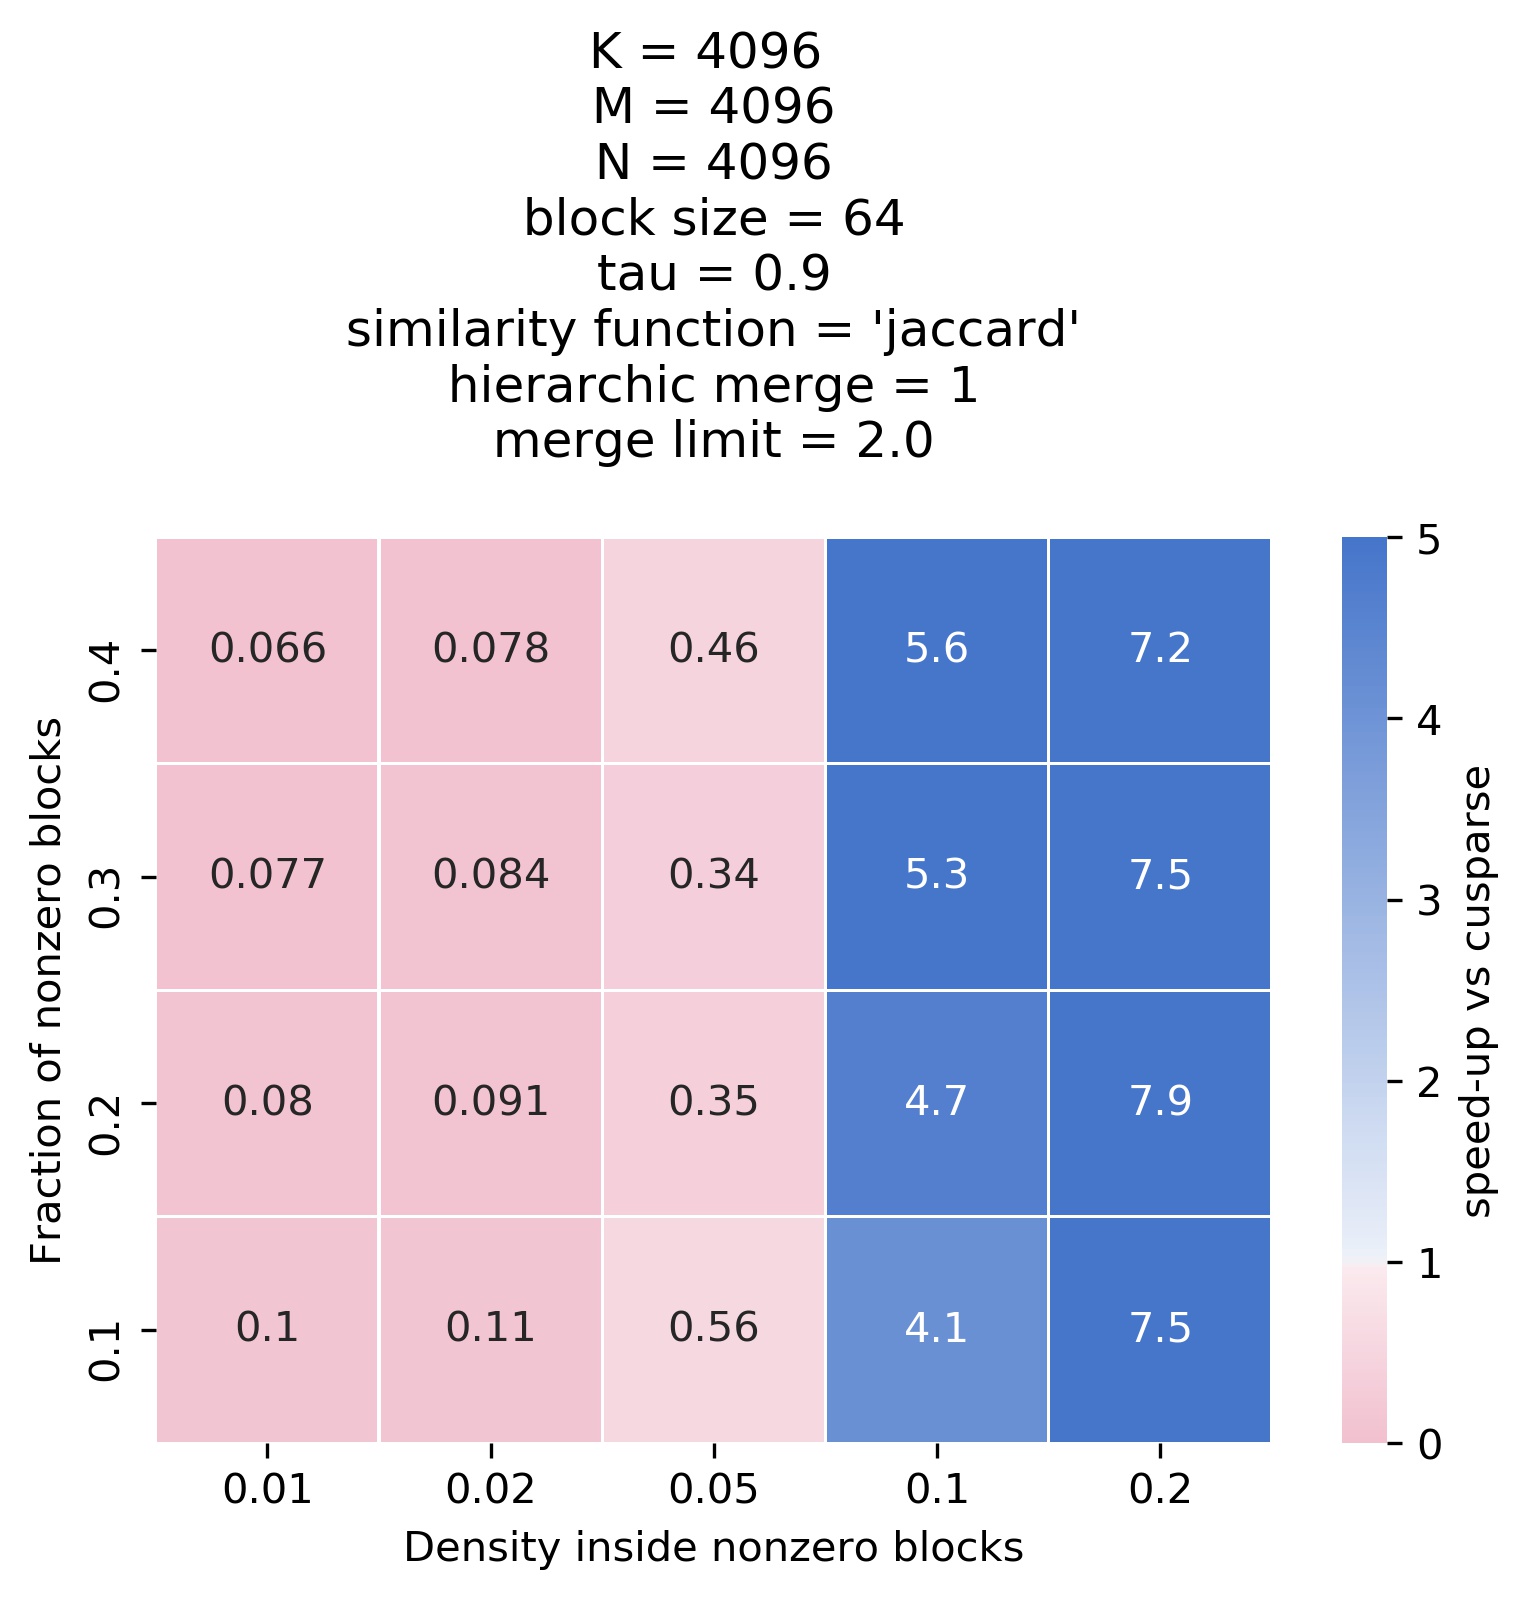 K = 4096
M = 4096
N = 4096
block size = 64
tau = 0.9
similarity function = 'jaccard'
hierarchic merge = 1
merge limit = 2.0
Fraction of nonzero blocks
0.4 0.066 0.078 0.46 5.6 7.2
0.3 0.077 0.084 0.34 5.3 7.5
0.2 0.08 0.091 0.35 4.7 7.9
0.1 0.1 0.11 0.56 4.1 7.5
0.01 0.02 0.05 0.1 0.2
Density inside nonzero blocks
5
4
3
2
1
0
speed-up vs cusparse